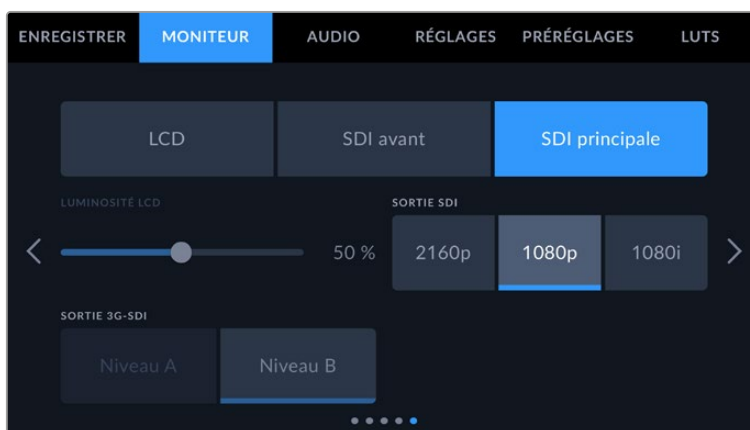 ENREGISTRER MONITEUR AUDIO RÉGLAGES PRÉRÉGLAGES LUTS
LCD SDI avant SDI principale
LUMINOSITÉ LCD SORTIE SDI
50 % 2160p 1080p 1080i
SORTIE 3G-SDI
Niveau A Niveau B